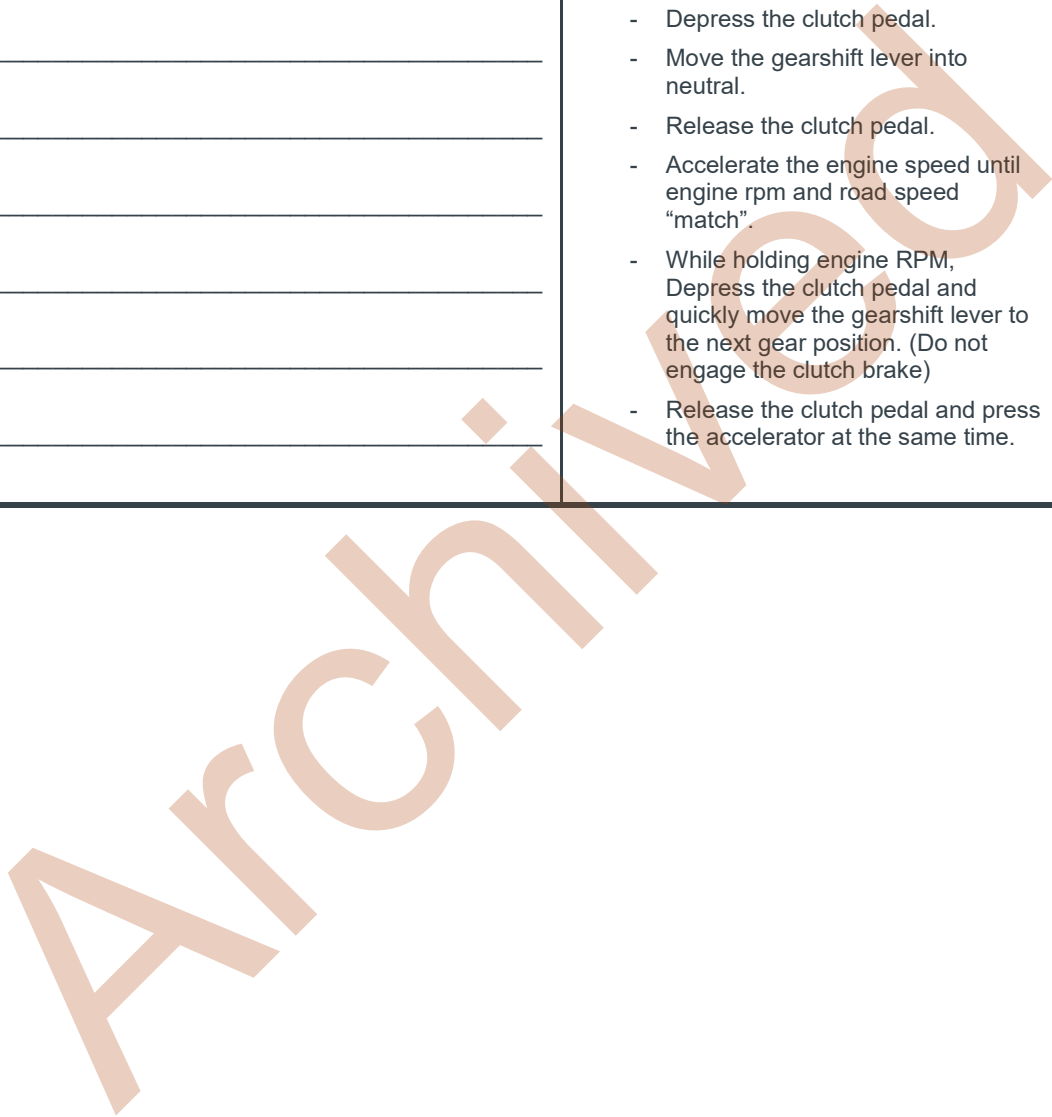 - Depress the clutch pedal.
- Move the gearshift lever into
neutral.
- Release the clutch pedal.
- Accelerate the engine speed until
engine rpm and road speed
“match”.
- While holding engine RPM,
Depress the clutch pedal and
quickly move the gearshift lever to
the next gear position. (Do not
engage the clutch brake)
- Release the clutch pedal and press
the accelerator at the same time.
Archived